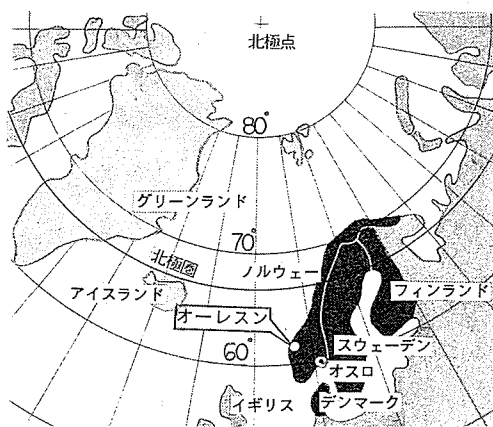 北極点
80°
グリーンランド
70°
北極圏
ノルウェー
アイスランド
フィンランド
オーレスン
60°
スウェーデン
オスロ
イギリス
デンマーク